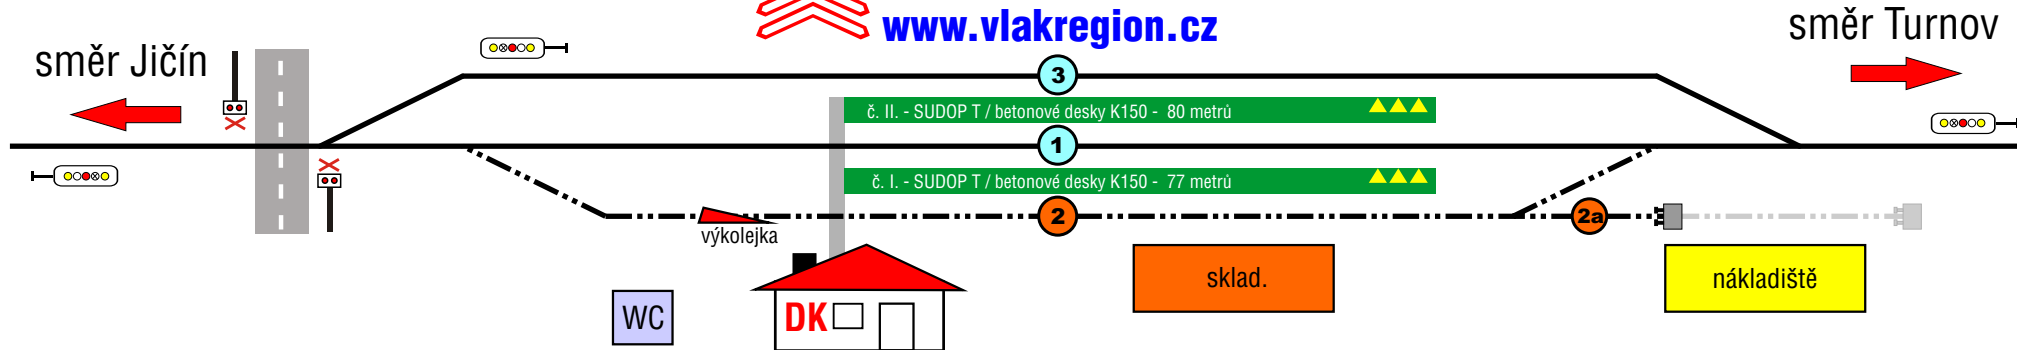 www.vlakregion.cz
směr Turnov
směr Jičín
3
č. II. - SUDOP T / betonové desky K150 - 80 metrů
1
č. I. - SUDOP T / betonové desky K150 - 77 metrů
2
2a
výkolejka
sklad.
nákladiště
WC
DK